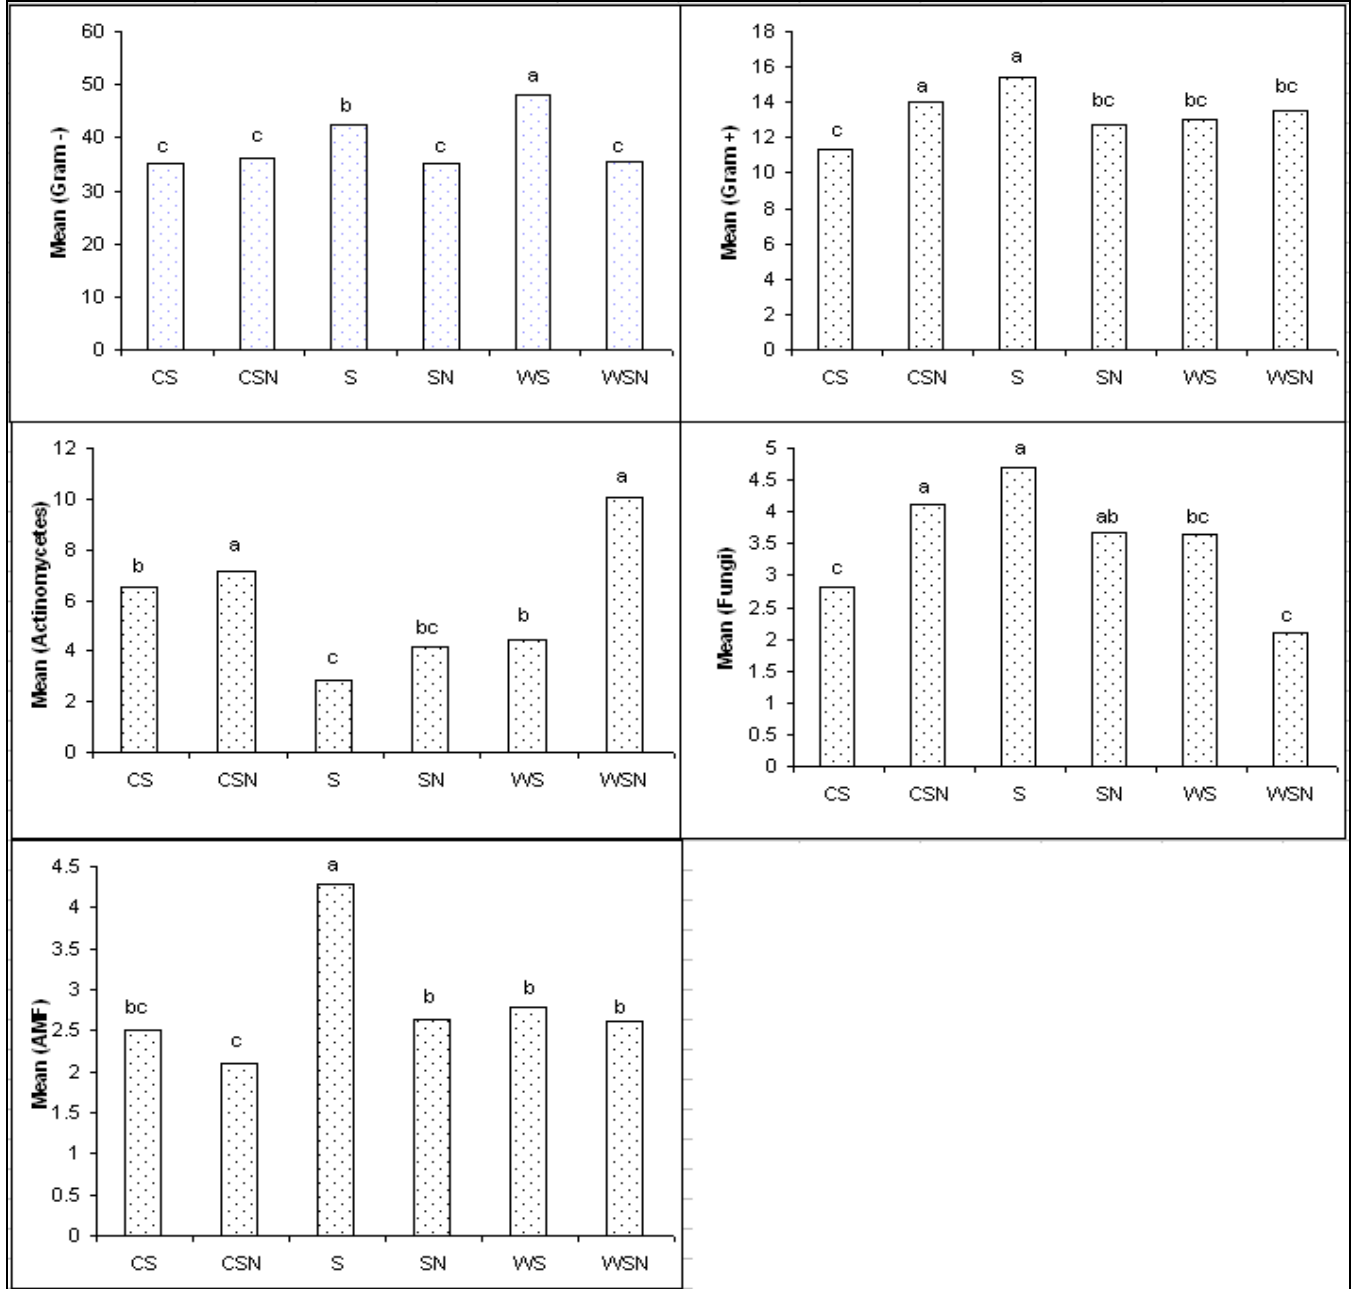 60
50
40
30
20
10
0
Mean (Gram -)
c
c
b
c
a
c
CS CSN S SN WS WSN
18
16
14
12
10
8
6
4
2
0
Mean (Gram +)
c
a
a
bc
bc
bc
CS CSN S SN WS WSN
12
10
8
6
4
2
0
Mean (Actinomycetes)
b
a
c
bc
b
a
CS CSN S SN WS WSN
5
4.5
4
3.5
3
2.5
2
1.5
1
0.5
0
Mean (Fungi)
c
a
a
ab
bc
c
CS CSN S SN WS WSN
4.5
4
3.5
3
2.5
2
1.5
1
0.5
0
Mean (AMF)
bc
c
a
b
b
b
CS CSN S SN WS WSN